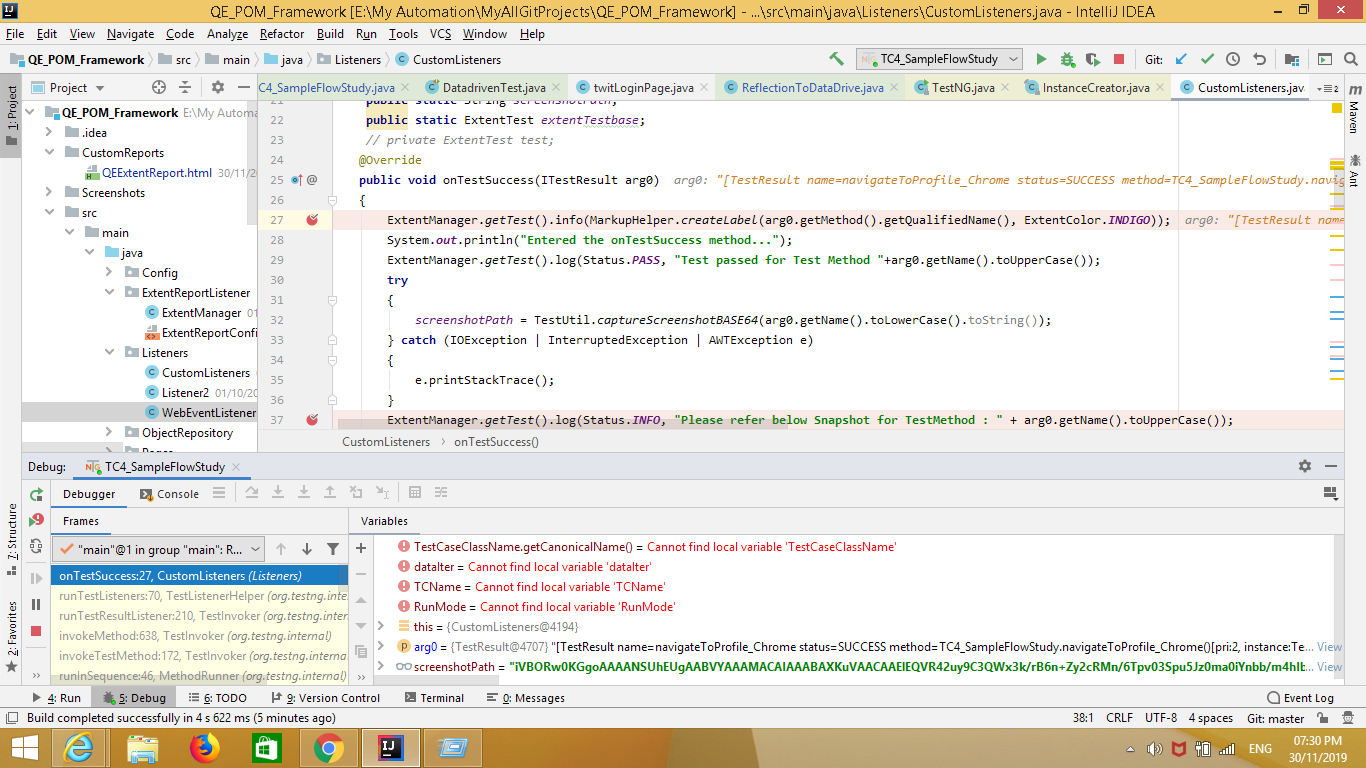 QE_POM_Framework [E:\My Automation\MyAllGitProjects\QE_POM_Framework] - ...\src\main\java\Listeners\CustomListeners.java - IntelliJ IDEA
File Edit View Navigate Code Analyze Refactor Build Run Tools VCS Window Help
QE_POM_Framework src main java Listeners CustomListeners TC4_SampleFlowStudy Git:
Project TC4_SampleFlowStudy.java DatadrivenTest.java twitLoginPage.java ReflectionToDataDrive.java TestNG.java InstanceCreator.java CustomListeners.java
1: Project
7: Structure
2: Favorites
Maven
Ant
QE_POM_Framework E:\My Automa
.idea
CustomReports
QEExtentReport.html 30/11/20
Screenshots
src
main
java
Config
ExtentReportListener
ExtentManager 01
ExtentReportConfi
Listeners
CustomListeners
Listener2 01/10/20
WebEventListener
ObjectRepository
Pages
21 public static String screenshotPath;
22 public static ExtentTest extentTestbase;
23 // private ExtentTest test;
24 @Override
25 public void onTestSuccess(ITestResult arg0) arg0: "[TestResult name=navigateToProfile_Chrome status=SUCCESS method=TC4_SampleFlowStudy.navig
26 {
27 ExtentManager.getTest().info(MarkupHelper.createLabel(arg0.getMethod().getQualifiedName(), ExtentColor.INDIGO)); arg0: "[TestResult name
28 System.out.println("Entered the onTestSuccess method...");
29 ExtentManager.getTest().log(Status.PASS, "Test passed for Test Method "+arg0.getName().toUpperCase());
30 try
31 {
32 screenshotPath = TestUtil.captureScreenshotBASE64(arg0.getName().toLowerCase().toString());
33 } catch (IOException | InterruptedException | AWTException e)
34 {
35 e.printStackTrace();
36 }
37 ExtentManager.getTest().log(Status.INFO, "Please refer below Snapshot for TestMethod : " + arg0.getName().toUpperCase());
CustomListeners onTestSuccess()
Debug: TC4_SampleFlowStudy
Debugger Console
Frames Variables
"main"@1 in group "main": R...
onTestSuccess:27, CustomListeners (Listeners)
runTestListeners:70, TestListenerHelper (org.testng.inte
runTestResultListener:210, TestInvoker (org.testng.inter
invokeMethod:638, TestInvoker (org.testng.internal)
invokeTestMethod:172, TestInvoker (org.testng.interna
runInSequence:46, MethodRunner (org.testng.internal)
TestCaseClassName.getCanonicalName() = Cannot find local variable 'TestCaseClassName'
dataIter = Cannot find local variable 'dataIter'
TCName = Cannot find local variable 'TCName'
RunMode = Cannot find local variable 'RunMode'
this = {CustomListeners@4194}
arg0 = {TestResult@4707} "[TestResult name=navigateToProfile_Chrome status=SUCCESS method=TC4_SampleFlowStudy.navigateToProfile_Chrome()[pri:2, instance:Te... View
screenshotPath = "iVBORw0KGgoAAAANSUhEUgAABVYAAAMACAIAAABAXKuVAACAAElEQVR42uy9C3QWx3k/rB6n+Zy2cRMn/6Tpv03Spu5Jz0ma0iYnbb/m4hIt... View
4: Run 5: Debug 6: TODO 9: Version Control Terminal 0: Messages Event Log
Build completed successfully in 4 s 622 ms (5 minutes ago) 38:1 CRLF UTF-8 4 spaces Git: master
ENG 07:30 PM
30/11/2019